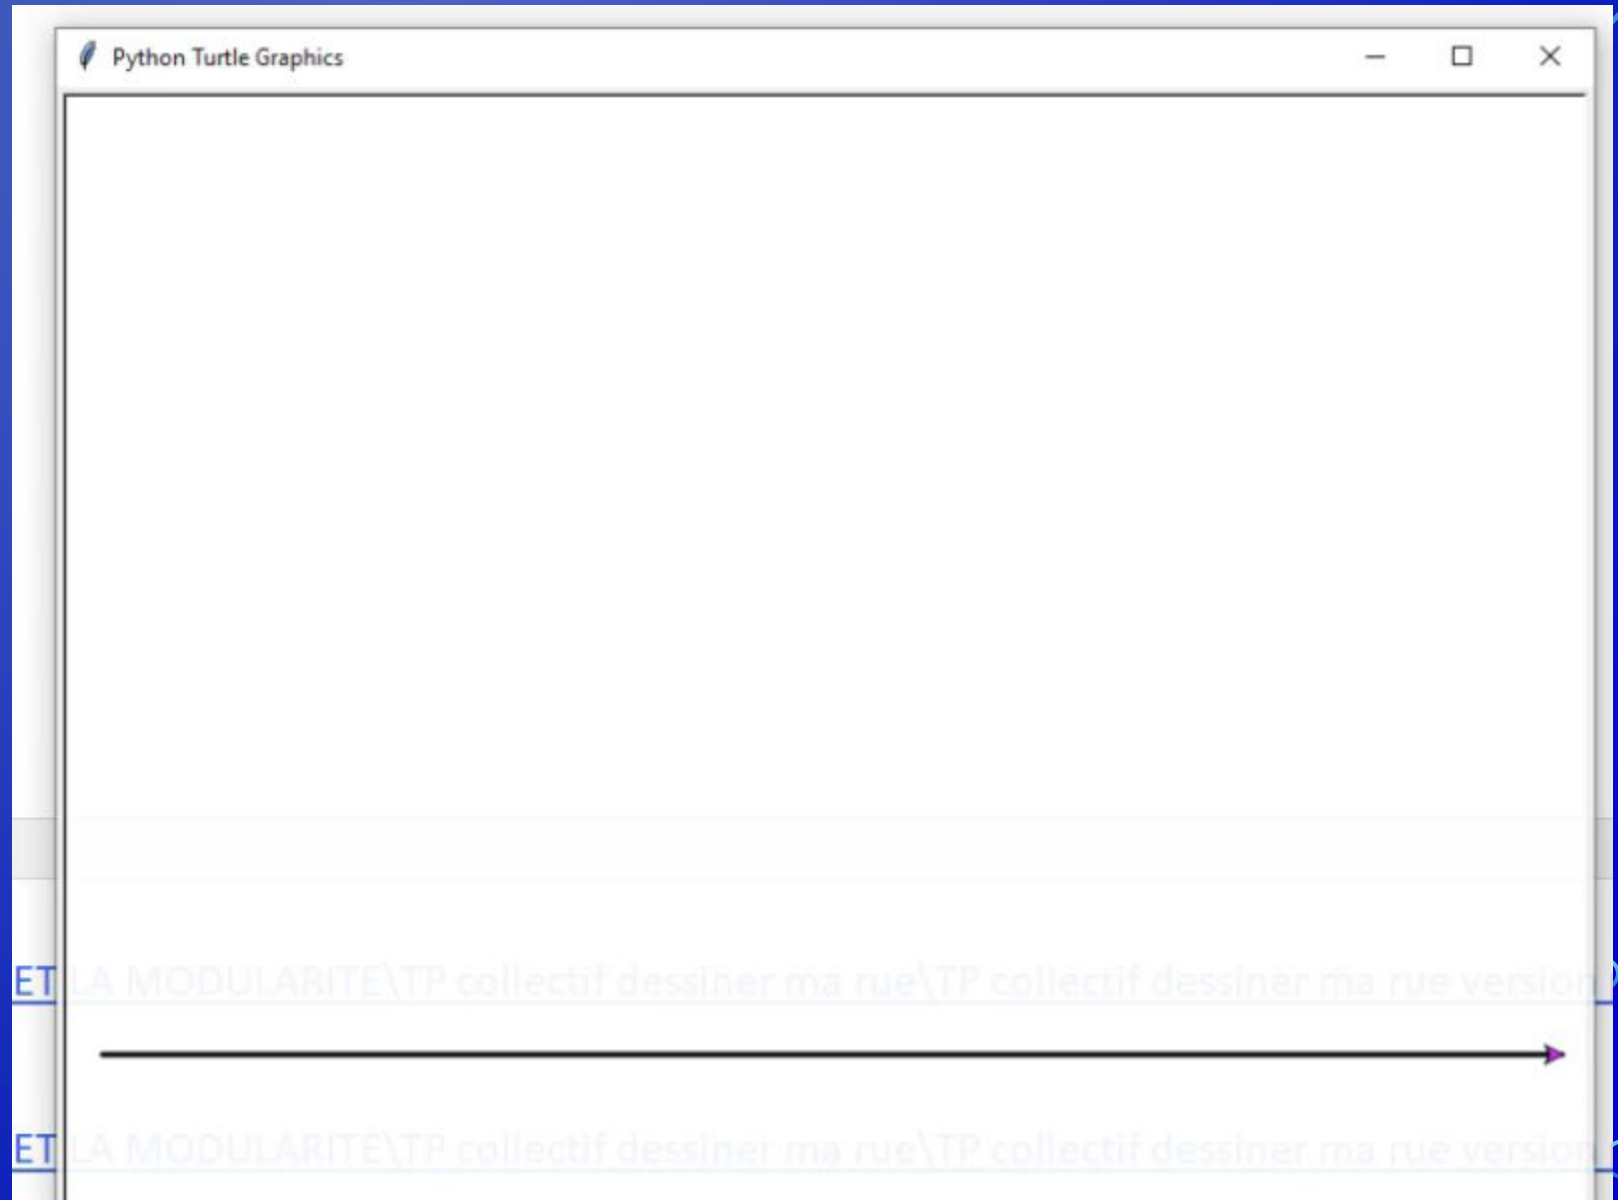 Python Turtle Graphics
ET LA MODULARITE\TP collectif dessiner ma rue\TP collectif dessiner ma rue version
ET LA MODULARITE\TP collectif dessiner ma rue\TP collectif dessiner ma rue version